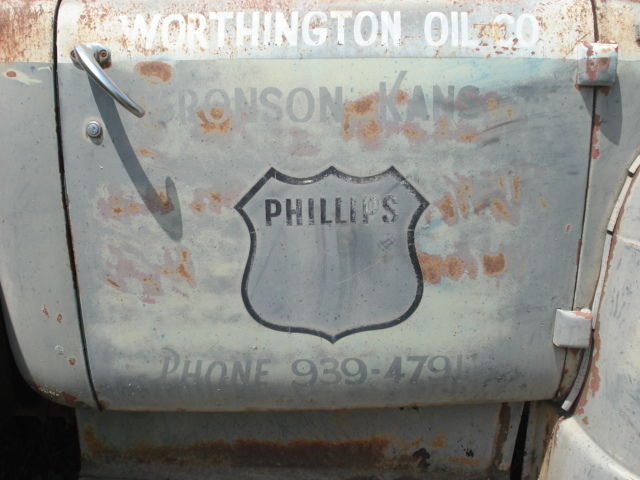 WORTHINGTON OIL CO
BRONSON, KANS
PHILLIPS
PHONE 939-4791